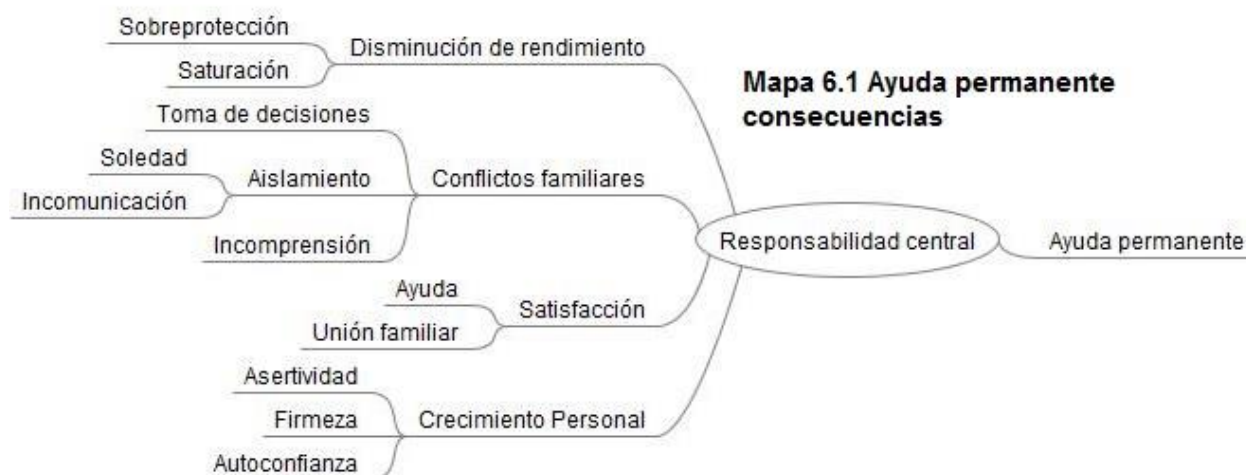 Sobreprotección
Disminución de rendimiento
Saturación
Mapa 6.1 Ayuda permanente
consecuencias
Toma de decisiones
Soledad
Aislamiento
Conflictos familiares
Incomunicación
Incomprensión
Responsabilidad central
Ayuda permanente
Ayuda
Satisfacción
Unión familiar
Asertividad
Firmeza
Crecimiento Personal
Autoconfianza